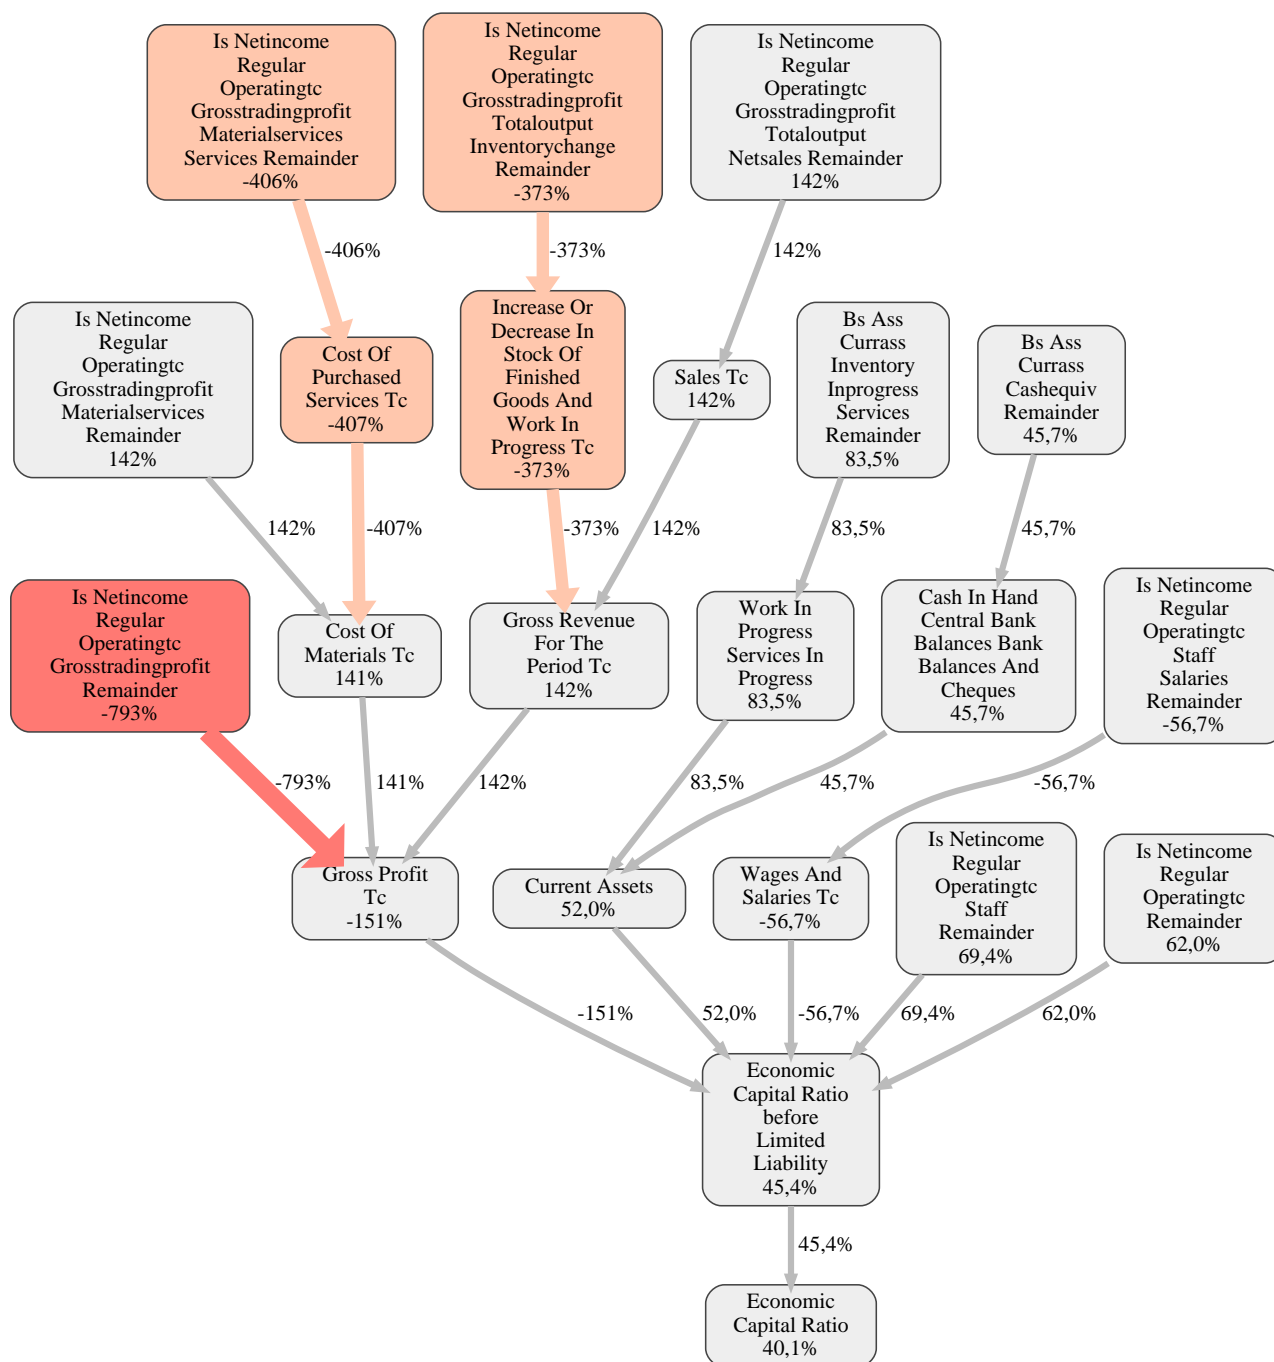 Is Netincome
Regular
Operatingtc
Grosstradingprofit
Materialservices
Services Remainder
-406%
Is Netincome
Regular
Operatingtc
Grosstradingprofit
Totaloutput
Inventorychange
Remainder
-373%
Is Netincome
Regular
Operatingtc
Grosstradingprofit
Totaloutput
Netsales Remainder
142%
-406%
-373%
142%
Is Netincome
Regular
Operatingtc
Grosstradingprofit
Materialservices
Remainder
142%
Cost Of
Purchased
Services Tc
-407%
Increase Or
Decrease In
Stock Of
Finished
Goods And
Work In
Progress Tc
-373%
Sales Tc
142%
Bs Ass
Currass
Inventory
Inprogress
Services
Remainder
83,5%
Bs Ass
Currass
Cashequiv
Remainder
45,7%
142%
-407%
-373%
142%
83,5%
45,7%
Is Netincome
Regular
Operatingtc
Grosstradingprofit
Remainder
-793%
Cost Of
Materials Tc
141%
Gross Revenue
For The
Period Tc
142%
Work In
Progress
Services In
Progress
83,5%
Cash In Hand
Central Bank
Balances Bank
Balances And
Cheques
45,7%
Is Netincome
Regular
Operatingtc
Staff
Salaries
Remainder
-56,7%
-793%
141%
142%
83,5%
45,7%
-56,7%
Gross Profit
Tc
-151%
Current Assets
52,0%
Wages And
Salaries Tc
-56,7%
Is Netincome
Regular
Operatingtc
Staff
Remainder
69,4%
Is Netincome
Regular
Operatingtc
Remainder
62,0%
-151%
52,0%
-56,7%
69,4%
62,0%
Economic
Capital Ratio
before
Limited
Liability
45,4%
45,4%
Economic
Capital Ratio
40,1%